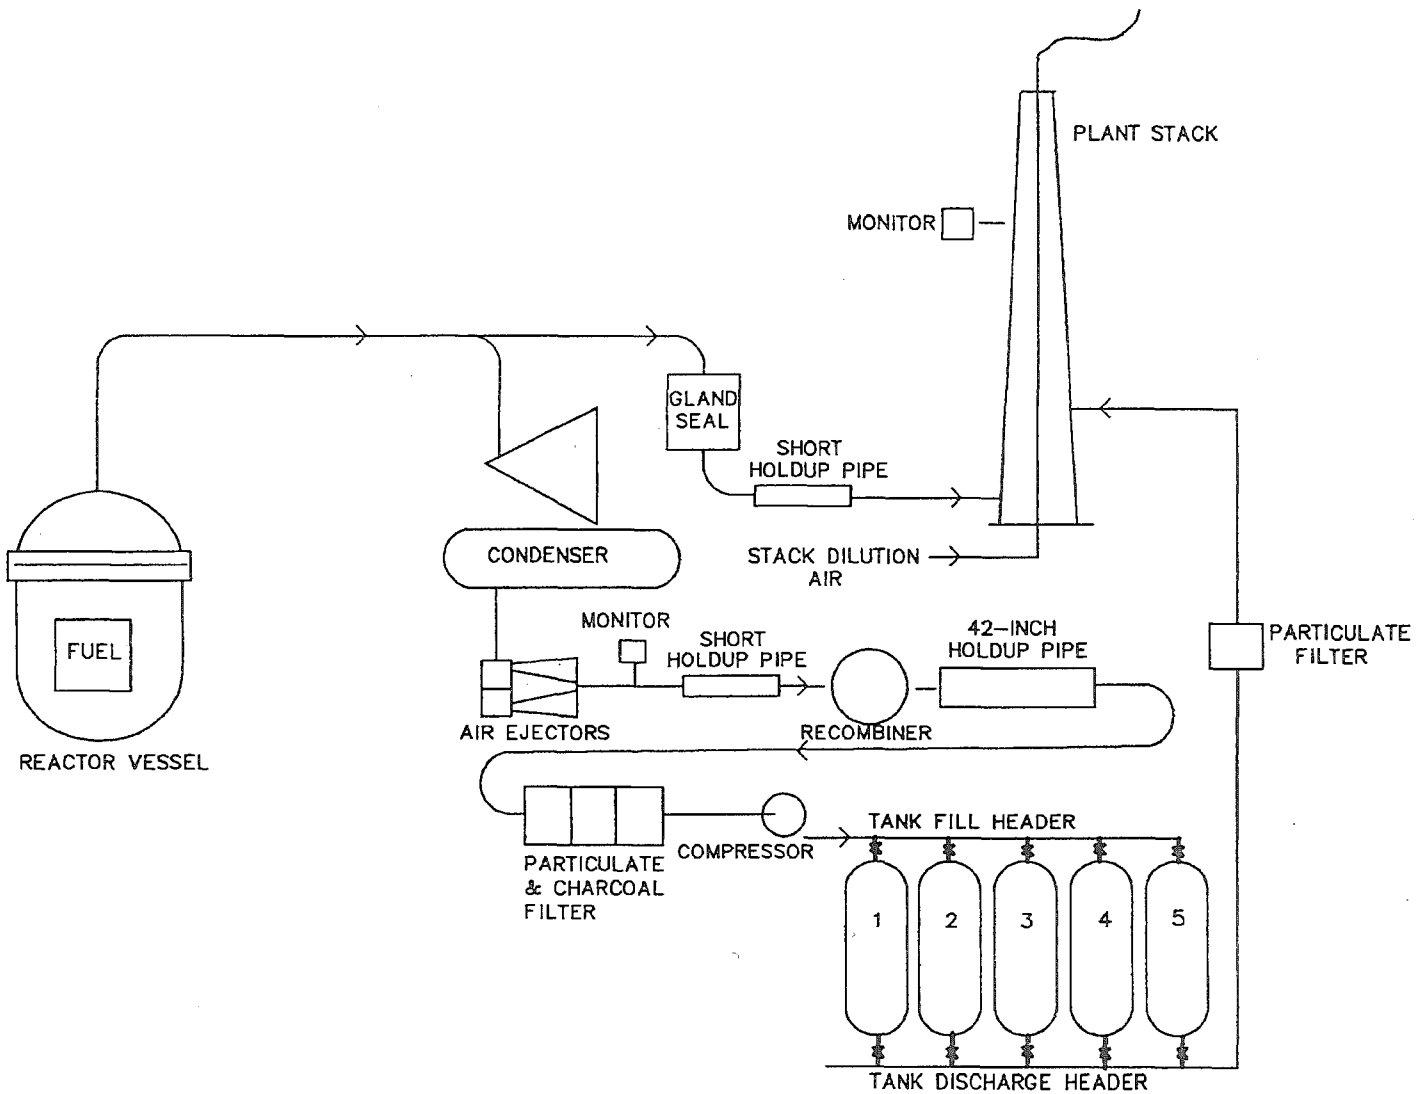 PLANT STACK
MONITOR
GLAND
SEAL
SHORT
HOLDUP PIPE
CONDENSER
STACK DILUTION
AIR
FUEL
REACTOR VESSEL
MONITOR
SHORT
HOLDUP PIPE
42-INCH
HOLDUP PIPE
PARTICULATE
FILTER
AIR EJECTORS
RECOMBINER
TANK FILL HEADER
COMPRESSOR
PARTICULATE
& CHARCOAL
FILTER
1
2
3
4
5
TANK DISCHARGE HEADER